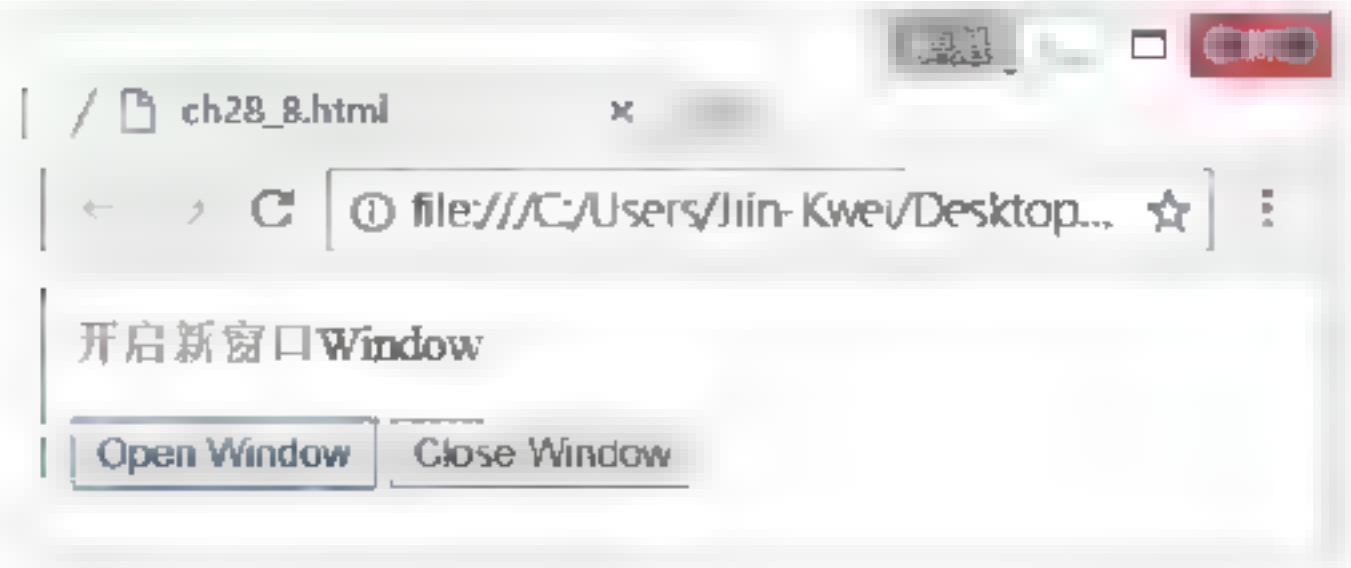 ch28_8.html
file:///C:/Users/Jiin-Kwei/Desktop...
开启新窗口Window
Open Window Close Window